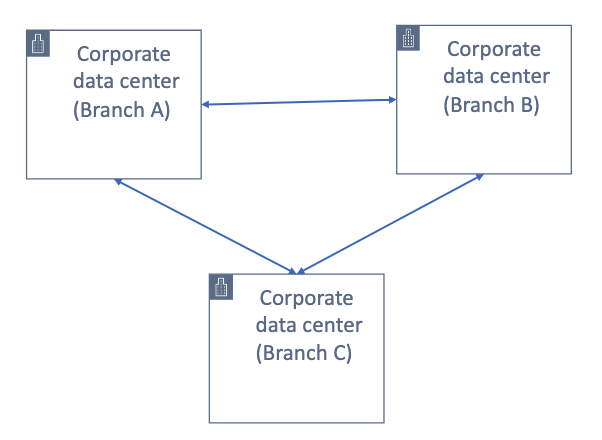 Corporate
data center
(Branch A)
Corporate
data center
(Branch B)
Corporate
data center
(Branch C)